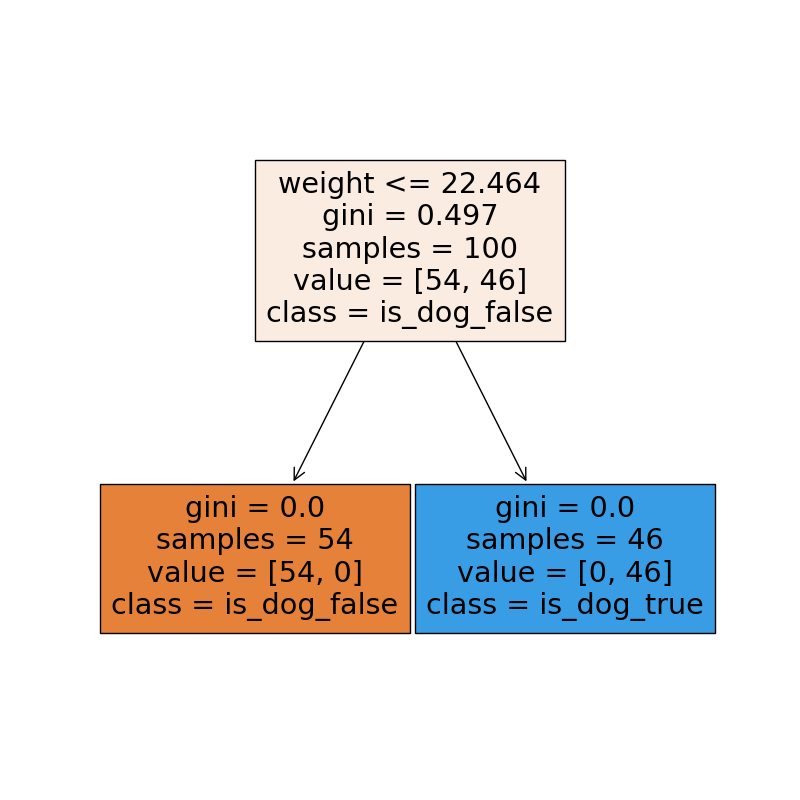 weight <= 22.464
gini = 0.497
samples = 100
value = [54, 46]
class = is_dog_false
gini = 0.0
samples = 54
value = [54, 0]
class = is_dog_false
gini = 0.0
samples = 46
value = [0, 46]
class = is_dog_true